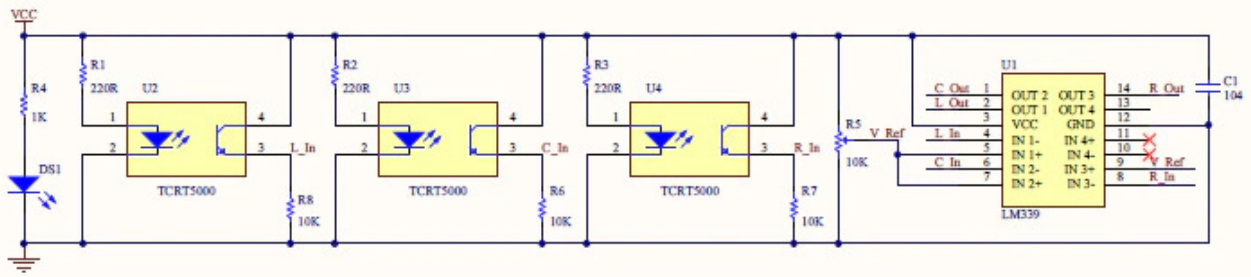 VCC
R4
1K
DS1
R1
220R
U2
1
2
4
3
L_In
TCRT5000
R8
10K
R2
220R
U3
1
2
4
3
C_In
TCRT5000
R6
10K
R3
220R
U4
1
2
4
3
R_In
TCRT5000
R7
10K
R5
10K
V_Ref
U1
C_Out 1 OUT 2 OUT 3 14 R_Out
L_Out 2 OUT 1 OUT 4 13
3 VCC GND 12
L_In 4 IN 1- IN 4+ 11
5 IN 1+ IN 4- 10
C_In 6 IN 2- IN 3+ 9 V_Ref
7 IN 2+ IN 3- 8 R_In
LM339
C1
104